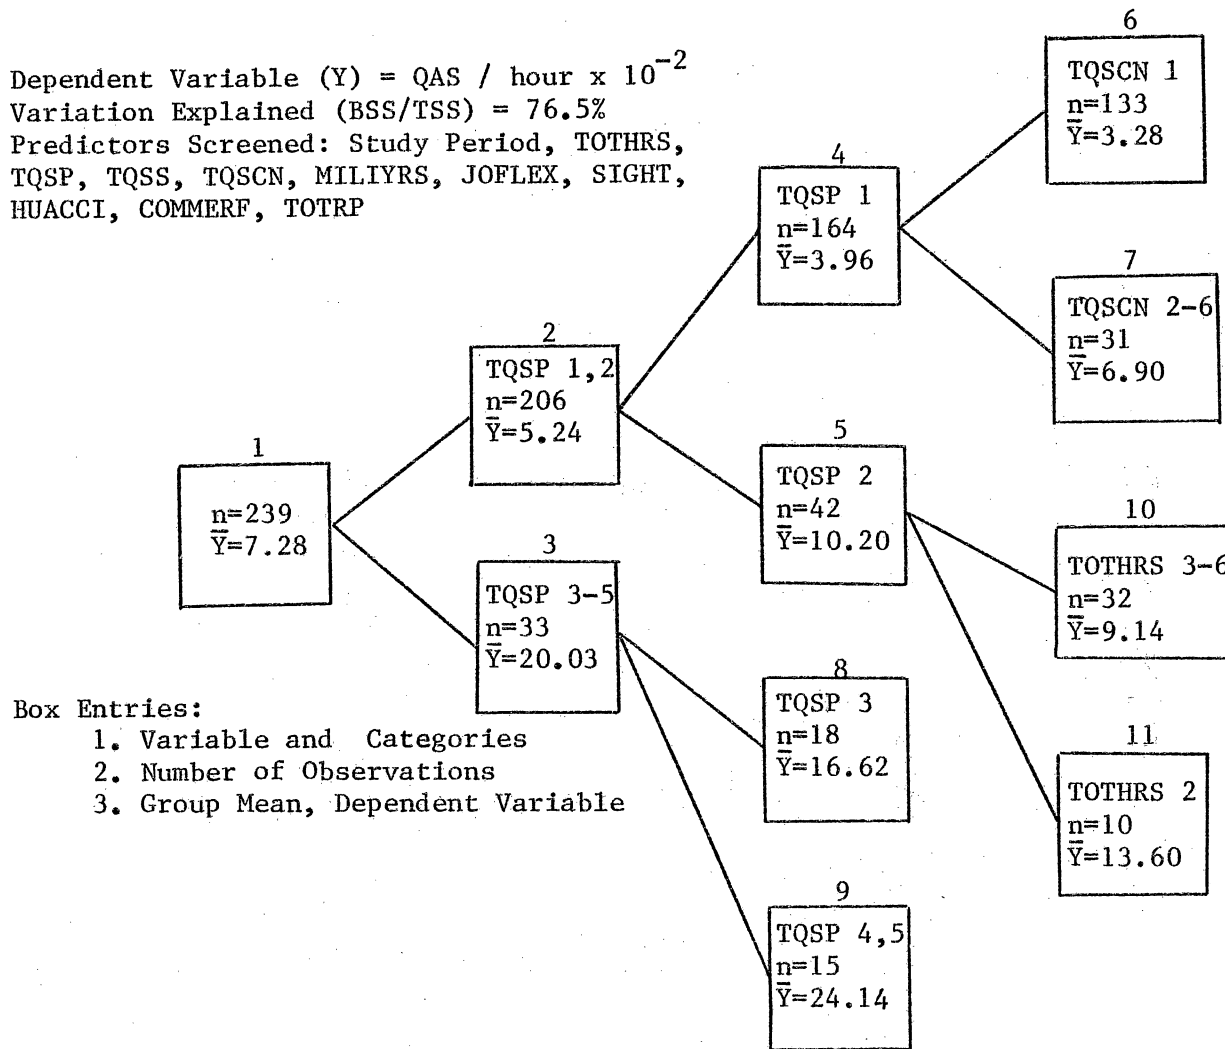 Dependent Variable (Y) = QAS / hour x 10-2
Variation Explained (BSS/TSS) = 76.5%
Predictors Screened: Study Period, TOTHRS,
TQSP, TQSS, TQSCN, MILIYRS, JOFLEX, SIGHT,
HUACCI, COMMERF, TOTRP
1
n=239
Ȳ=7.28
2
TQSP 1,2
n=206
Ȳ=5.24
3
TQSP 3-5
n=33
Ȳ=20.03
4
TQSP 1
n=164
Ȳ=3.96
5
TQSP 2
n=42
Ȳ=10.20
6
TQSCN 1
n=133
Ȳ=3.28
7
TQSCN 2-6
n=31
Ȳ=6.90
8
TQSP 3
n=18
Ȳ=16.62
9
TQSP 4,5
n=15
Ȳ=24.14
10
TOTHRS 3-6
n=32
Ȳ=9.14
11
TOTHRS 2
n=10
Ȳ=13.60
Box Entries:
1. Variable and Categories
2. Number of Observations
3. Group Mean, Dependent Variable